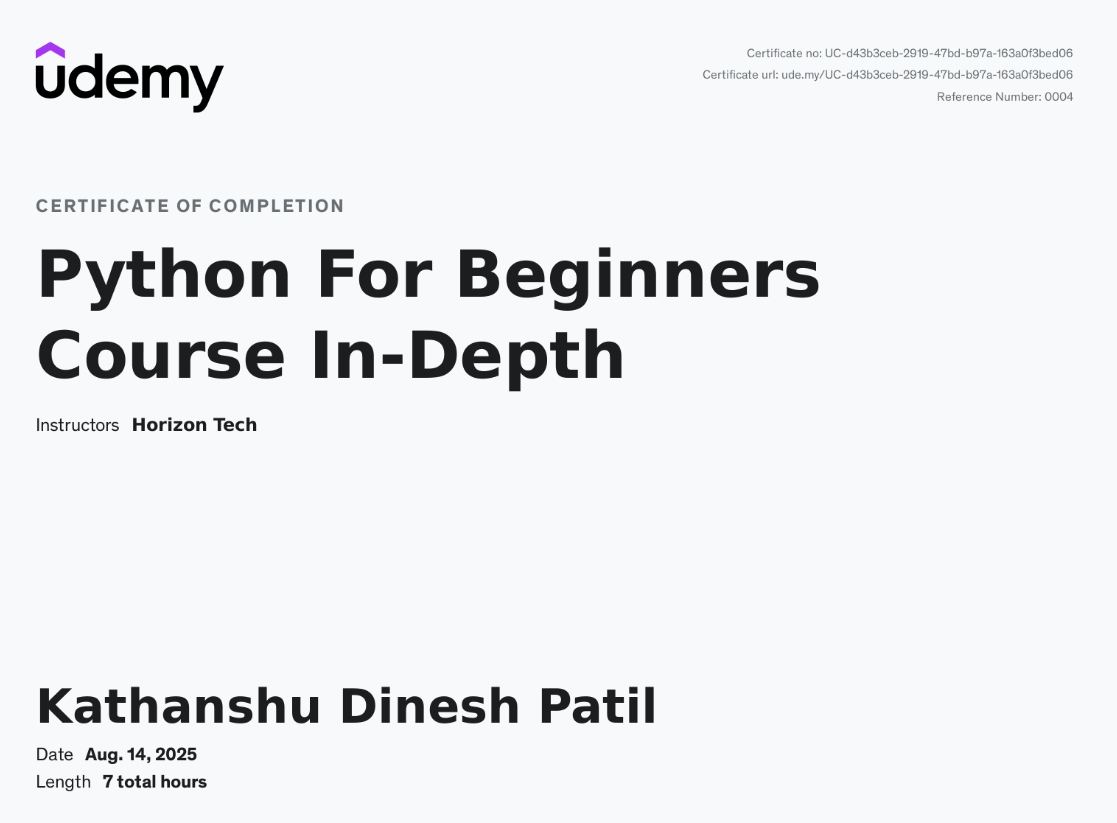 udemy
Certificate no: UC-d43b3ceb-2919-47bd-b97a-163a0f3bed06
Certificate url: ude.my/UC-d43b3ceb-2919-47bd-b97a-163a0f3bed06
Reference Number: 0004
CERTIFICATE OF COMPLETION
Python For Beginners
Course In-Depth
Instructors Horizon Tech
Kathanshu Dinesh Patil
Date Aug. 14, 2025
Length 7 total hours